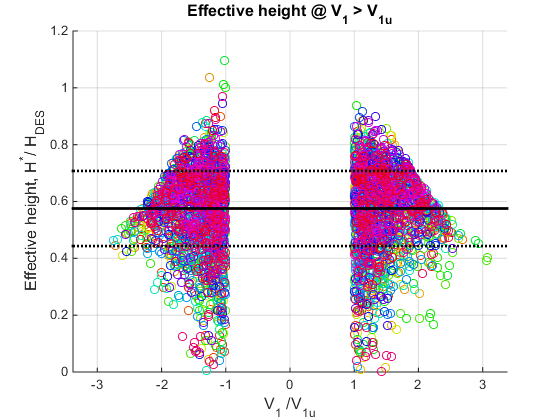 Effective height @ V1 > V1u
Effective height, H*/ HDES
1.2
1
0.8
0.6
0.4
0.2
0
-3 -2 -1 0 1 2 3
V1 /V1u